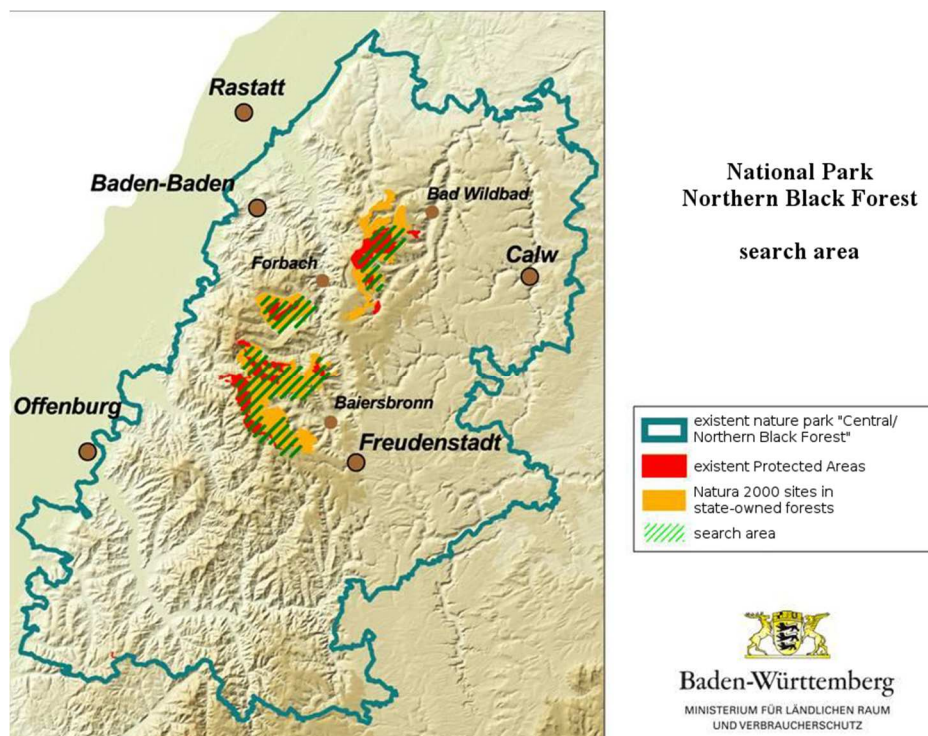 Rastatt
Baden-Baden
Bad Wildbad
Forbach
Calw
Offenburg
Baiersbronn
Freudenstadt
National Park
Northern Black Forest
search area
existent nature park "Central/
Northern Black Forest"
existent Protected Areas
Natura 2000 sites in
state-owned forests
search area
Baden-Württemberg
MINISTERIUM FÜR LÄNDLICHEN RAUM
UND VERBRAUCHERSCHUTZ